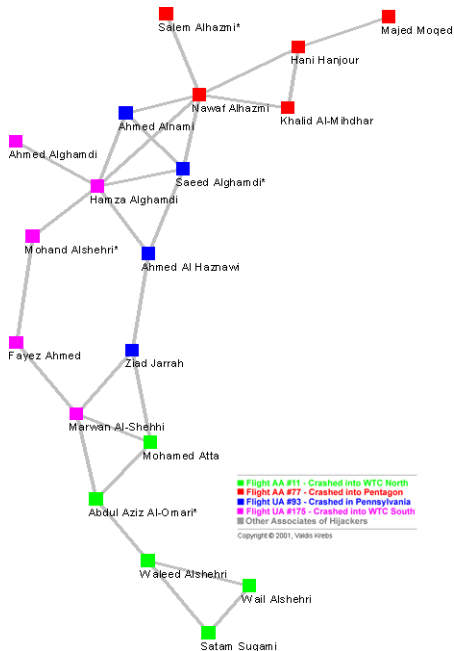 Salem Alhazmi*
Majed Moqed
Hani Hanjour
Nawaf Alhazmi
Khalid Al-Mihdhar
Ahmed Alnami
Ahmed Alghamdi
Saeed Alghamdi*
Hamza Alghamdi
Mohand Alshehri*
Ahmed Al Haznawi
Fayez Ahmed
Ziad Jarrah
Marwan Al-Shehhi
Mohamed Atta
Flight AA #11 - Crashed into WTC North
Flight AA #77 - Crashed into Pentagon
Flight UA #93 - Crashed in Pennsylvania
Flight UA #175 - Crashed into WTC South
Other Associates of Hijackers
Copyright © 2001, Valdis Krebs
Abdul Aziz Al-Omari*
Waleed Alshehri
Wail Alshehri
Satam Suqami